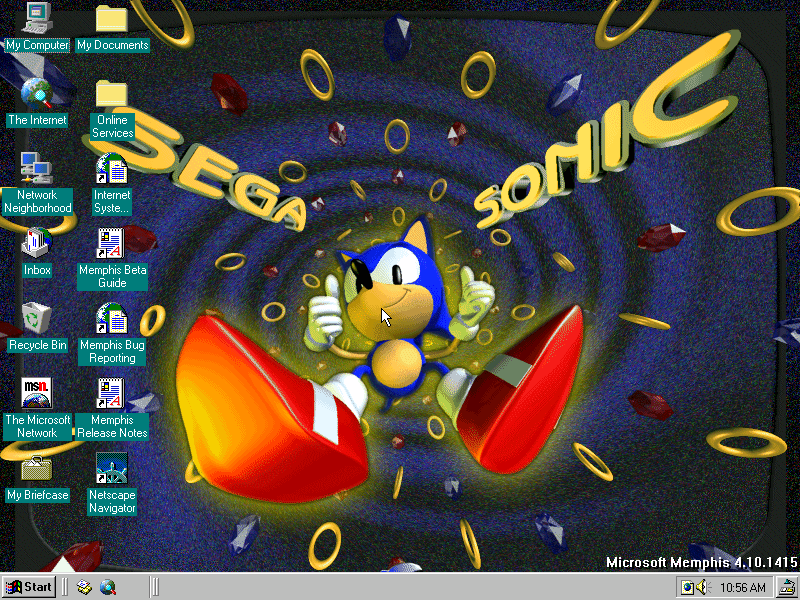 My Computer
My Documents
The Internet
Online
Services
Network
Neighborhood
Internet
Syste...
Inbox
Memphis Beta
Guide
Recycle Bin
Memphis Bug
Reporting
msn.
The Microsoft
Network
Memphis
Release Notes
My Briefcase
Netscape
Navigator
SEGA
SONIC
Microsoft Memphis 4.10.1415
Start
10:56 AM